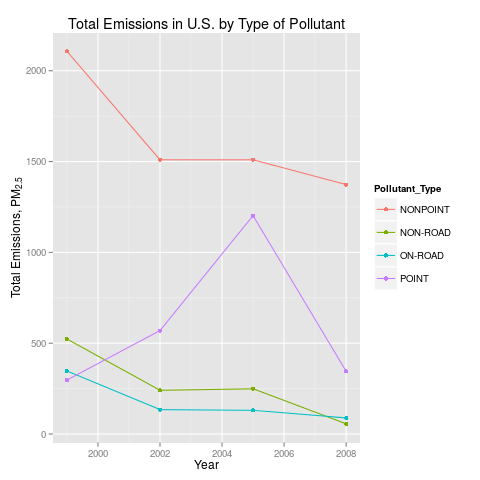 Total Emissions in U.S. by Type of Pollutant
Total Emissions, PM2.5
2000
1500
1000
500
0
2000 2002 2004 2006 2008
Year
Pollutant_Type
NONPOINT
NON-ROAD
ON-ROAD
POINT